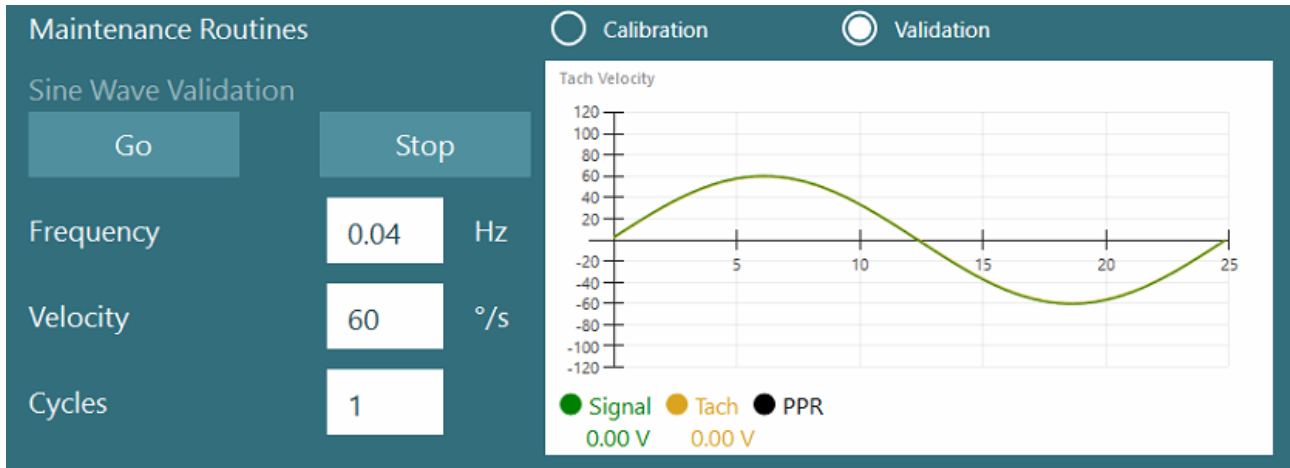 Maintenance Routines
Calibration
Validation
Sine Wave Validation
Go
Stop
Frequency
0.04
Hz
Velocity
60
°/s
Cycles
1
Tach Velocity
120
100
80
60
40
20
-20
-40
-60
-80
-100
-120
5
10
15
20
25
Signal
Tach
PPR
0.00 V
0.00 V